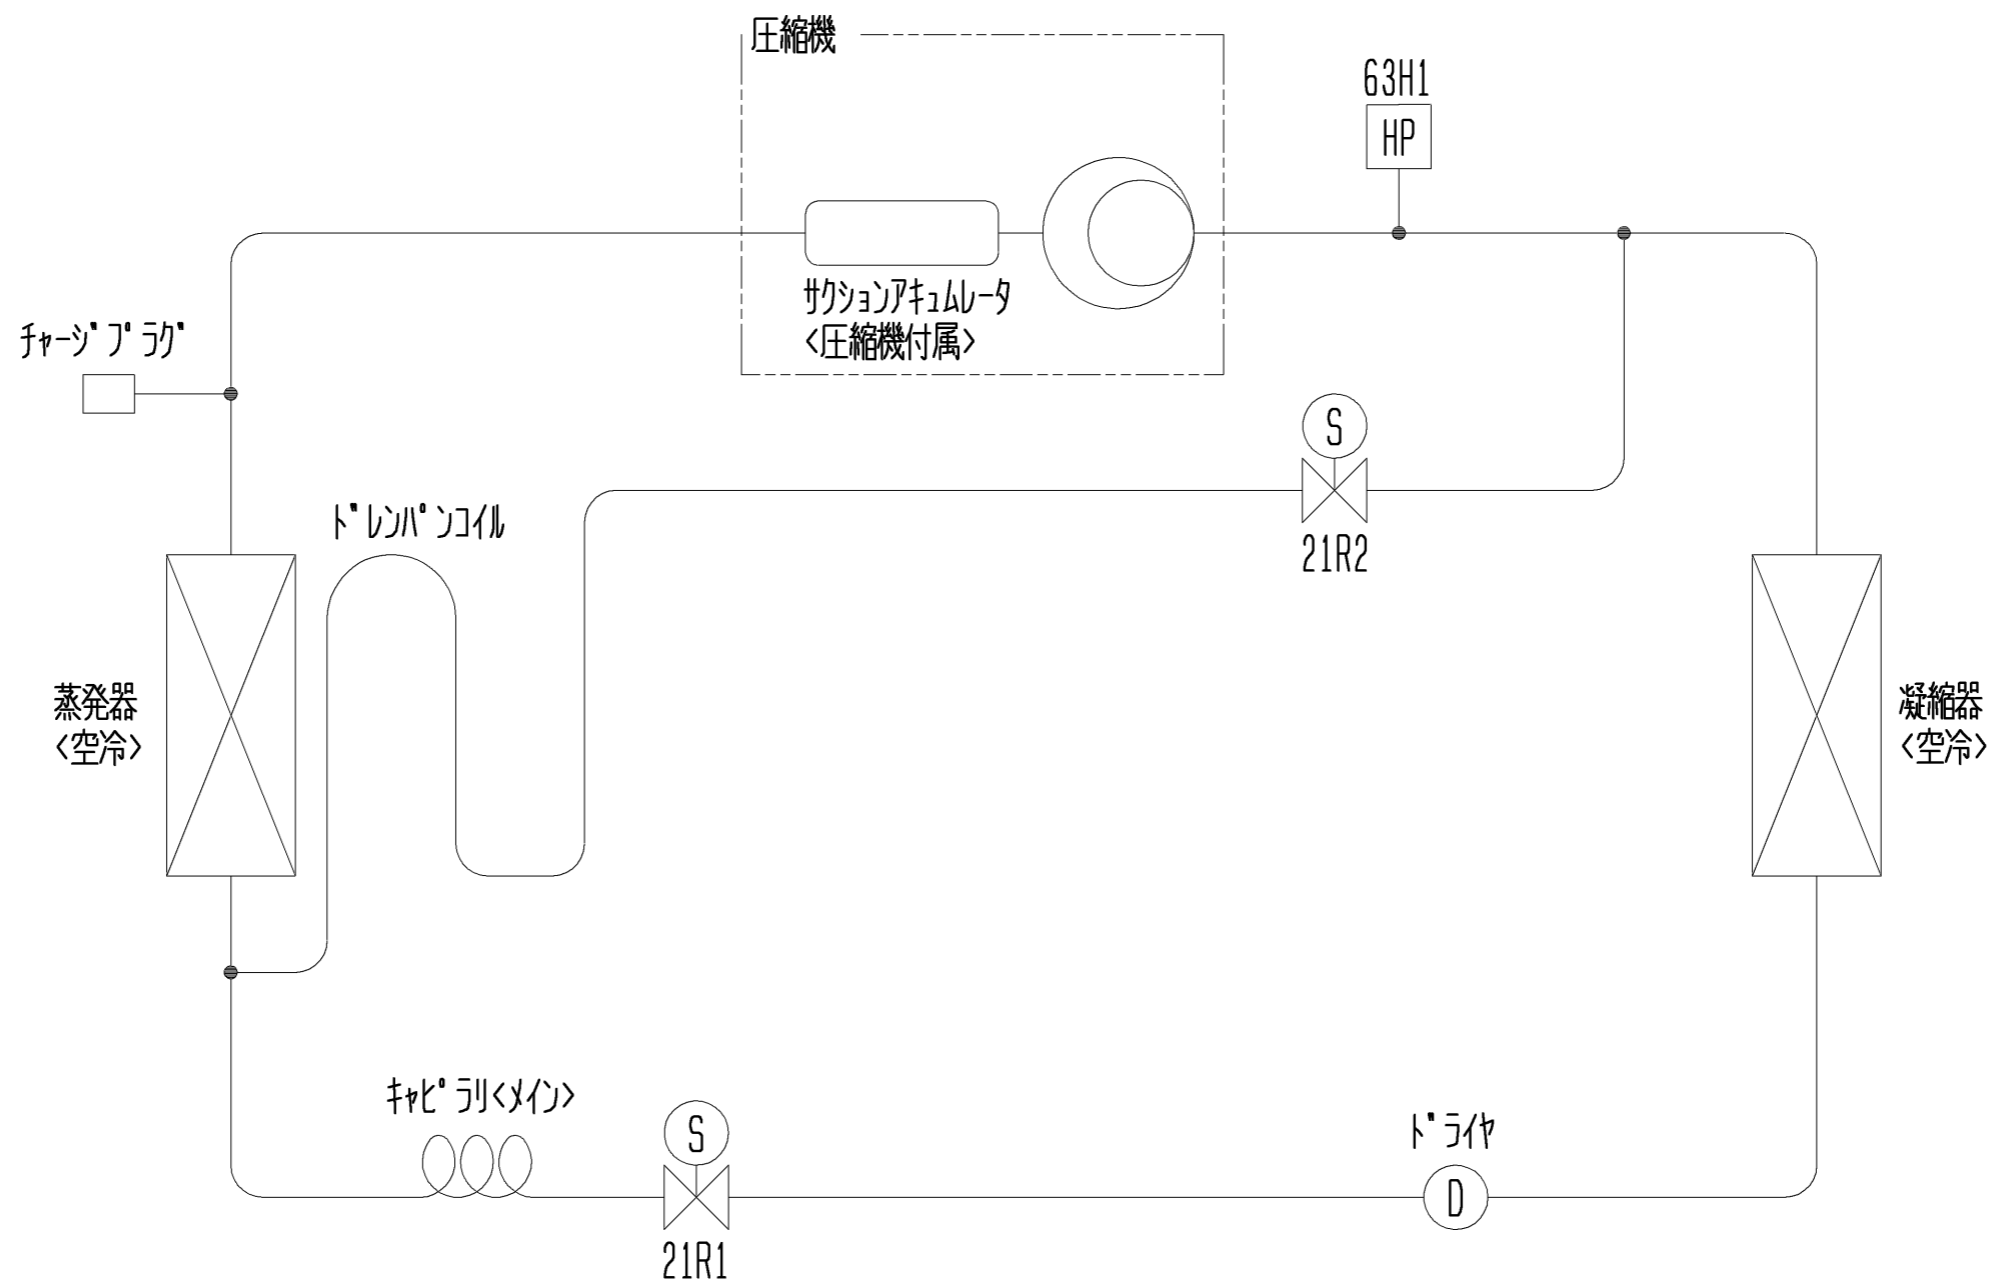 圧縮機
63H1
HP
サクションアキュムレータ
<圧縮機付属>
チャージプラグ
S
21R2
ドレンパンコイル
蒸発器
<空冷>
凝縮器
<空冷>
キャピラリ<メイン>
S
21R1
ドライヤ
D